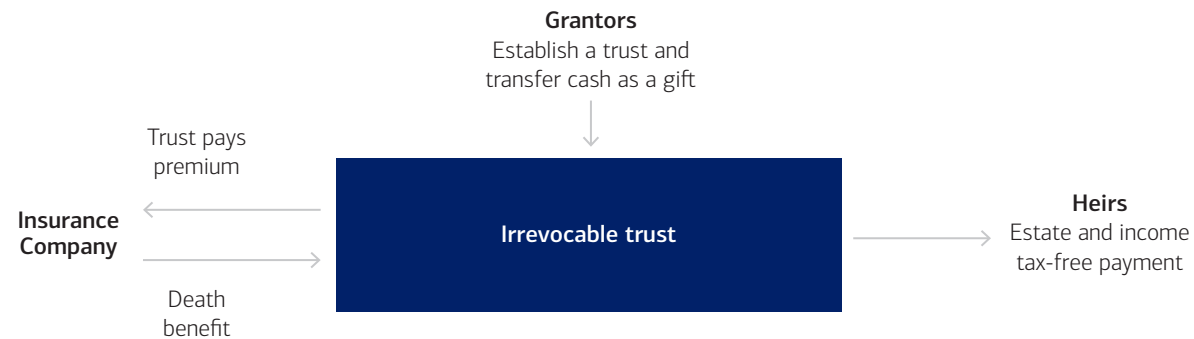 Grantors
Establish a trust and
transfer cash as a gift
Trust pays
premium
Insurance
Company
Irrevocable trust
Heirs
Estate and income
tax-free payment
Death
benefit